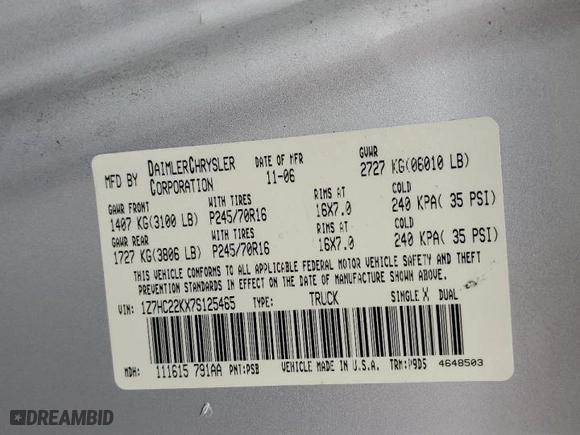 MFD BY DAIMLERCHRYSLER CORPORATION DATE OF MFR 11-06 GVWR 2727 KG(06010 LB)
GAWR FRONT WITH TIRES RIMS AT COLD
1407 KG(3100 LB) P245/70R16 16X7.0 240 KPA( 35 PSI)
GAWR REAR WITH TIRES RIMS AT COLD
1727 KG(3806 LB) P245/70R16 16X7.0 240 KPA( 35 PSI)
THIS VEHICLE CONFORMS TO ALL APPLICABLE FEDERAL MOTOR VEHICLE SAFETY, BUMPER AND THEFT
PREVENTION STANDARDS IN EFFECT ON THE DATE OF MANUFACTURE SHOWN ABOVE.
VIN: 1Z7HC22KX7S125465 TYPE: TRUCK SINGLE X DUAL
MDH: 111615 791AA PNT:PSB VEHICLE MADE IN U.S.A. TRM:P9D5 4648503
DREAMBID